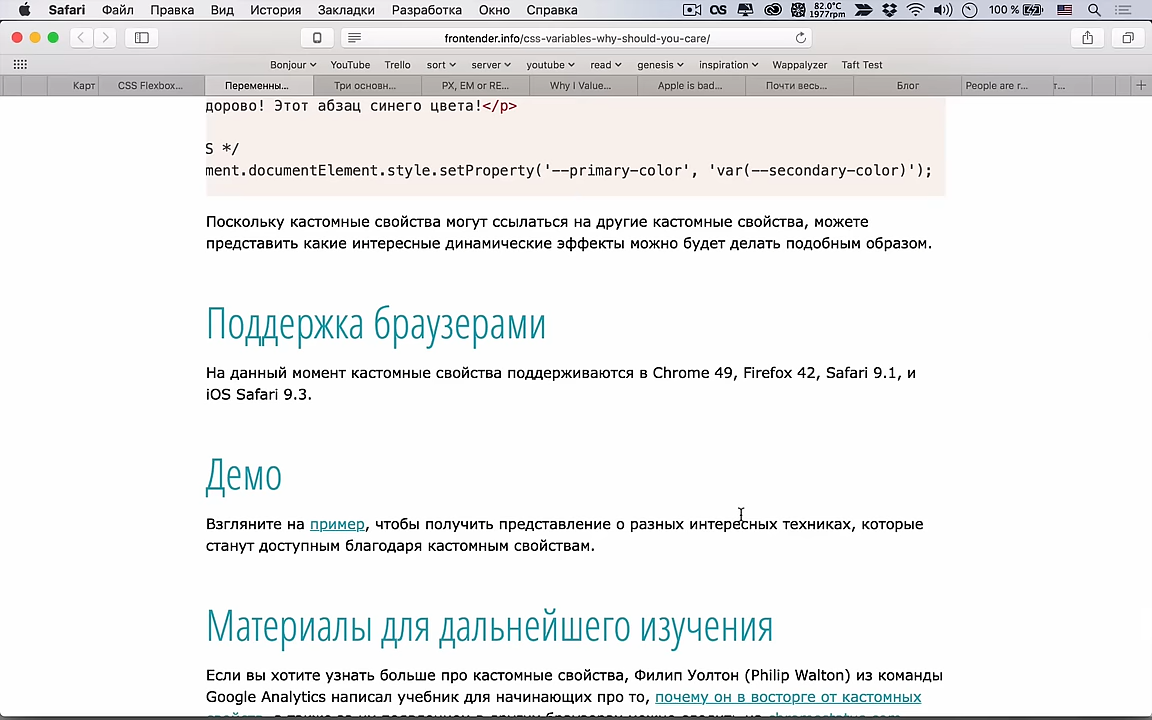 Safari Файл Правка Вид История Закладки Разработка Окно Справка 82.0°C 1977rpm 100 %
frontender.info/css-variables-why-should-you-care/
Bonjour YouTube Trello sort server youtube read genesis inspiration Wappalyzer Taft Test
Карт CSS Flexbox... Переменны... Три основн... PX, EM or RE... Why I Value... Apple is bad... Почти весь... Блог People are r... т...
дорово! Этот абзац синего цвета!</p>
S */
ment.documentElement.style.setProperty('--primary-color', 'var(--secondary-color)');
Поскольку кастомные свойства могут ссылаться на другие кастомные свойства, можете
представить какие интересные динамические эффекты можно будет делать подобным образом.
Поддержка браузерами
На данный момент кастомные свойства поддерживаются в Chrome 49, Firefox 42, Safari 9.1, и
iOS Safari 9.3.
Демо
Взгляните на пример, чтобы получить представление о разных интересных техниках, которые
станут доступным благодаря кастомным свойствам.
Материалы для дальнейшего изучения
Если вы хотите узнать больше про кастомные свойства, Филип Уолтон (Philip Walton) из команды
Google Analytics написал учебник для начинающих про то, почему он в восторге от кастомных